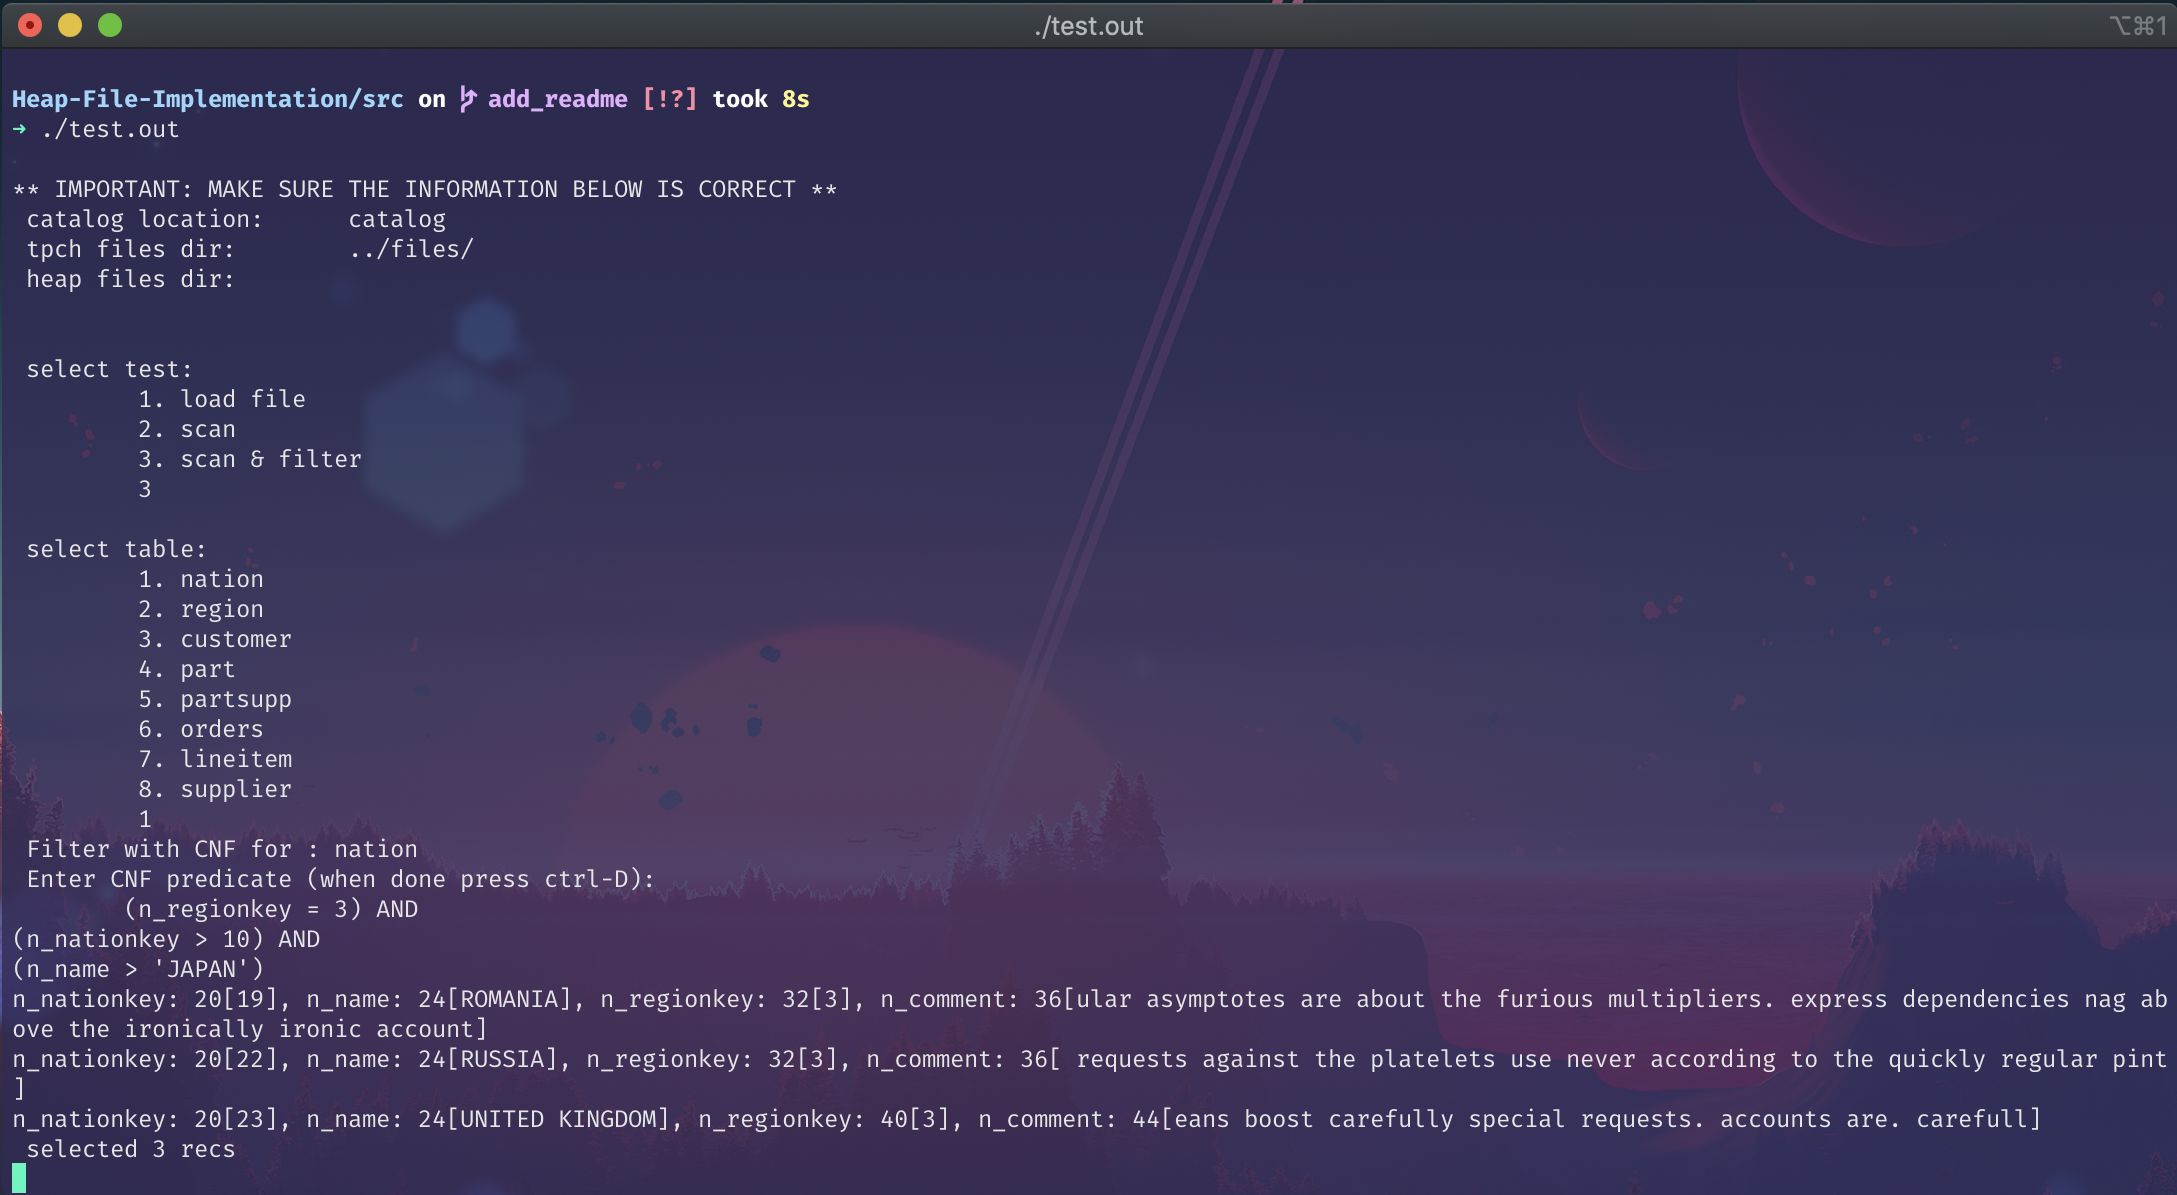 ./test.out
⌥⌘1
Heap-File-Implementation/src on add_readme [!?] took 8s
→ ./test.out
** IMPORTANT: MAKE SURE THE INFORMATION BELOW IS CORRECT **
catalog location: catalog
tpch files dir: ../files/
heap files dir:
select test:
1. load file
2. scan
3. scan & filter
3
select table:
1. nation
2. region
3. customer
4. part
5. partsupp
6. orders
7. lineitem
8. supplier
1
Filter with CNF for : nation
Enter CNF predicate (when done press ctrl-D):
(n_regionkey = 3) AND
(n_nationkey > 10) AND
(n_name > 'JAPAN')
n_nationkey: 20[19], n_name: 24[ROMANIA], n_regionkey: 32[3], n_comment: 36[ular asymptotes are about the furious multipliers. express dependencies nag ab
ove the ironically ironic account]
n_nationkey: 20[22], n_name: 24[RUSSIA], n_regionkey: 32[3], n_comment: 36[ requests against the platelets use never according to the quickly regular pint
]
n_nationkey: 20[23], n_name: 24[UNITED KINGDOM], n_regionkey: 40[3], n_comment: 44[eans boost carefully special requests. accounts are. carefull]
selected 3 recs